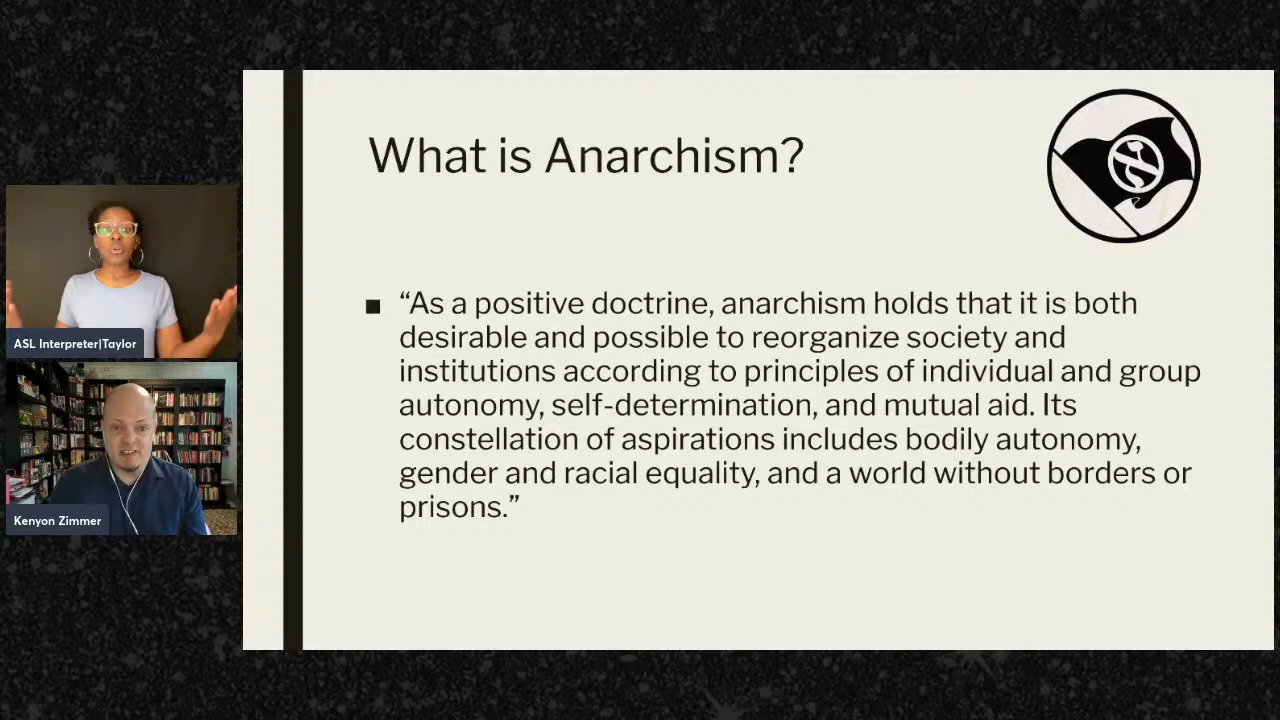 What is Anarchism?
■ “As a positive doctrine, anarchism holds that it is both
desirable and possible to reorganize society and
institutions according to principles of individual and group
autonomy, self-determination, and mutual aid. Its
constellation of aspirations includes bodily autonomy,
gender and racial equality, and a world without borders or
prisons.”
ASL Interpreter|Taylor
Kenyon Zimmer